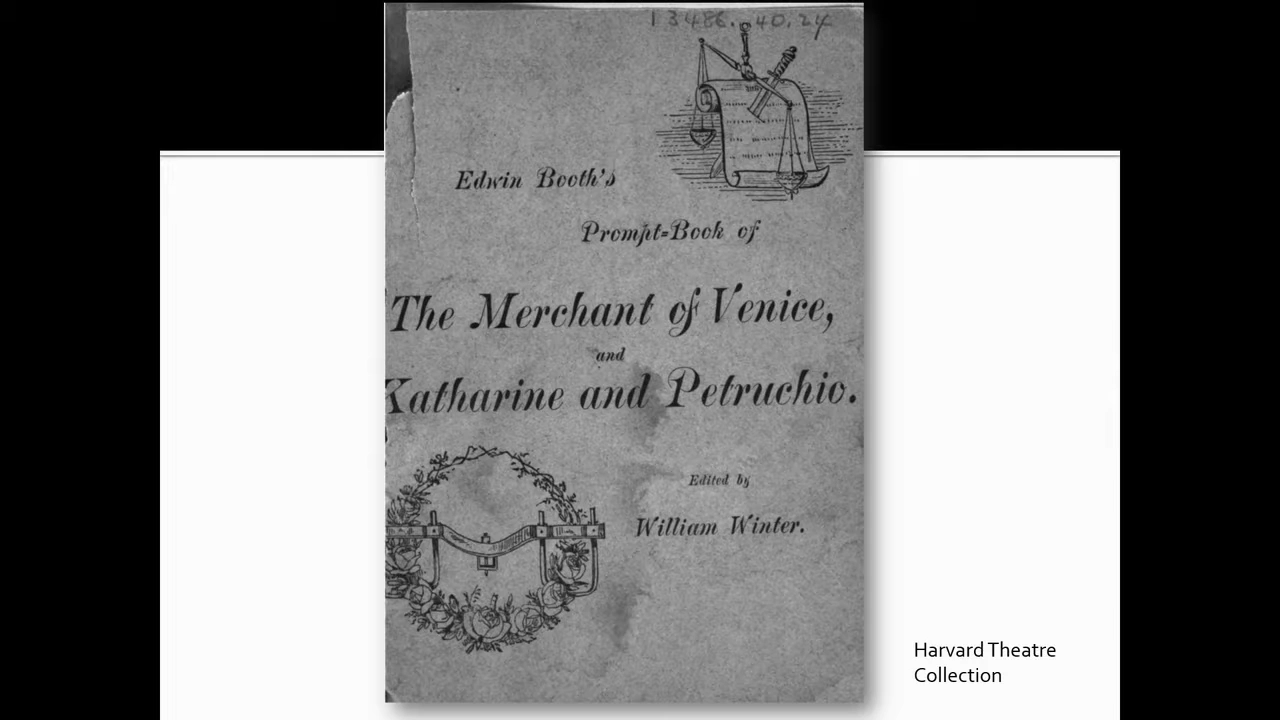 13486.40.24
Edwin Booth's
Prompt=Book of
The Merchant of Venice,
and
Katharine and Petruchio.
Edited by
William Winter.
Harvard Theatre
Collection